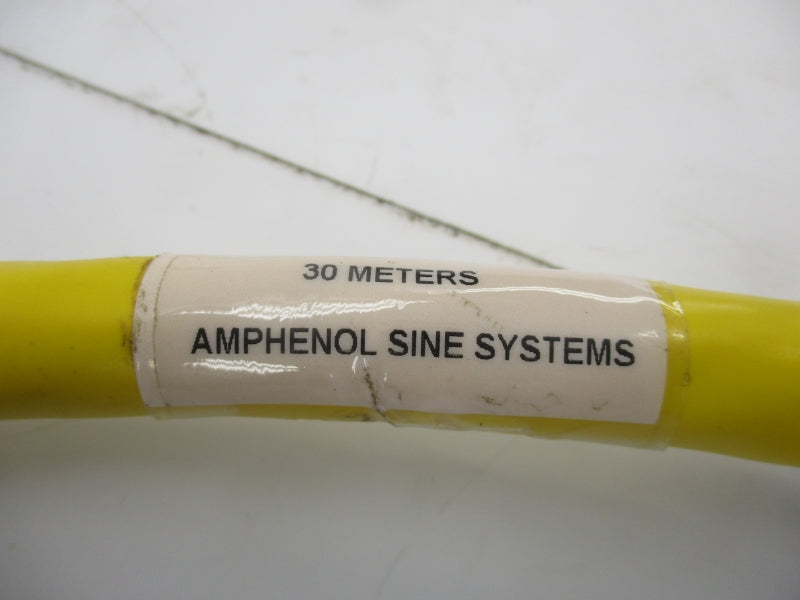 30 METERS
AMPHENOL SINE SYSTEMS